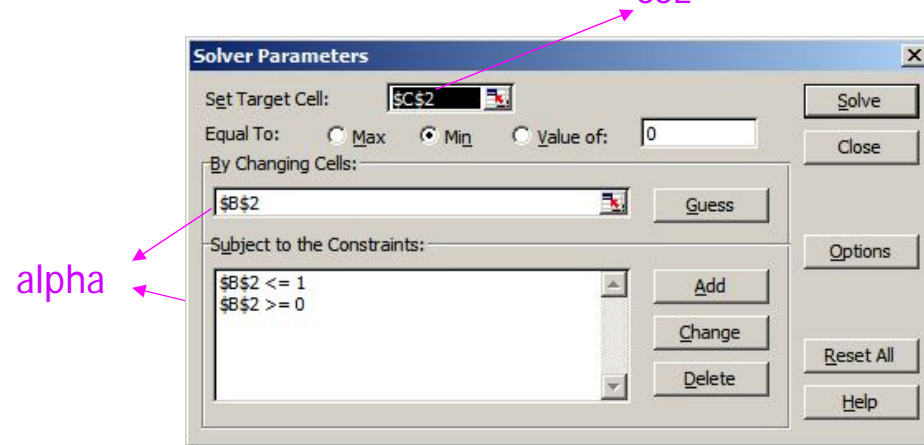 Solver Parameters
Set Target Cell: $C$2 Solve
Equal To: Max Min Value of: 0 Close
By Changing Cells:
$B$2 Guess
Subject to the Constraints: Options
alpha
$B$2 <= 1 Add
$B$2 >= 0
Change
Reset All
Delete
Help